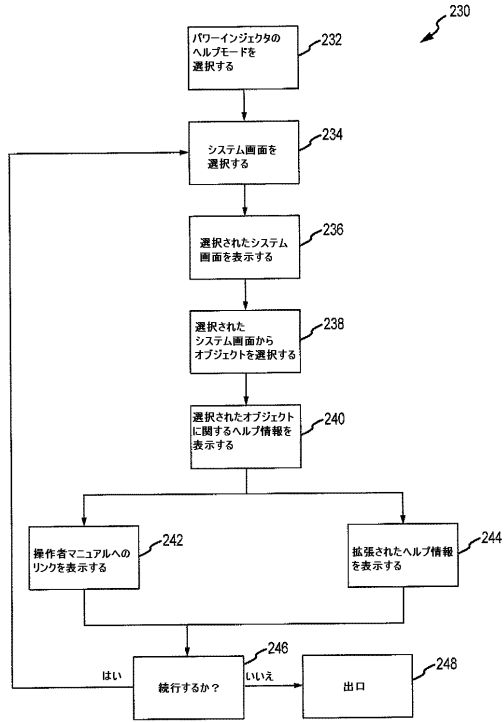 230
パワーインジェクタの
ヘルプモードを
選択する
232
システム画面を
選択する
234
選択されたシステム
画面を表示する
236
選択された
システム画面から
オブジェクトを選択する
238
選択されたオブジェクト
に関するヘルプ情報を
表示する
240
操作者マニュアルへの
リンクを表示する
242
拡張されたヘルプ情報
を表示する
244
はい
続行するか?
246
いいえ
出口
248